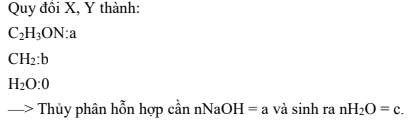 Quy đổi X, Y thành:
C₂H₃ON:a
CH₂:b
H₂O:0
—> Thủy phân hỗn hợp cần nNaOH = a và sinh ra nH₂O = c.